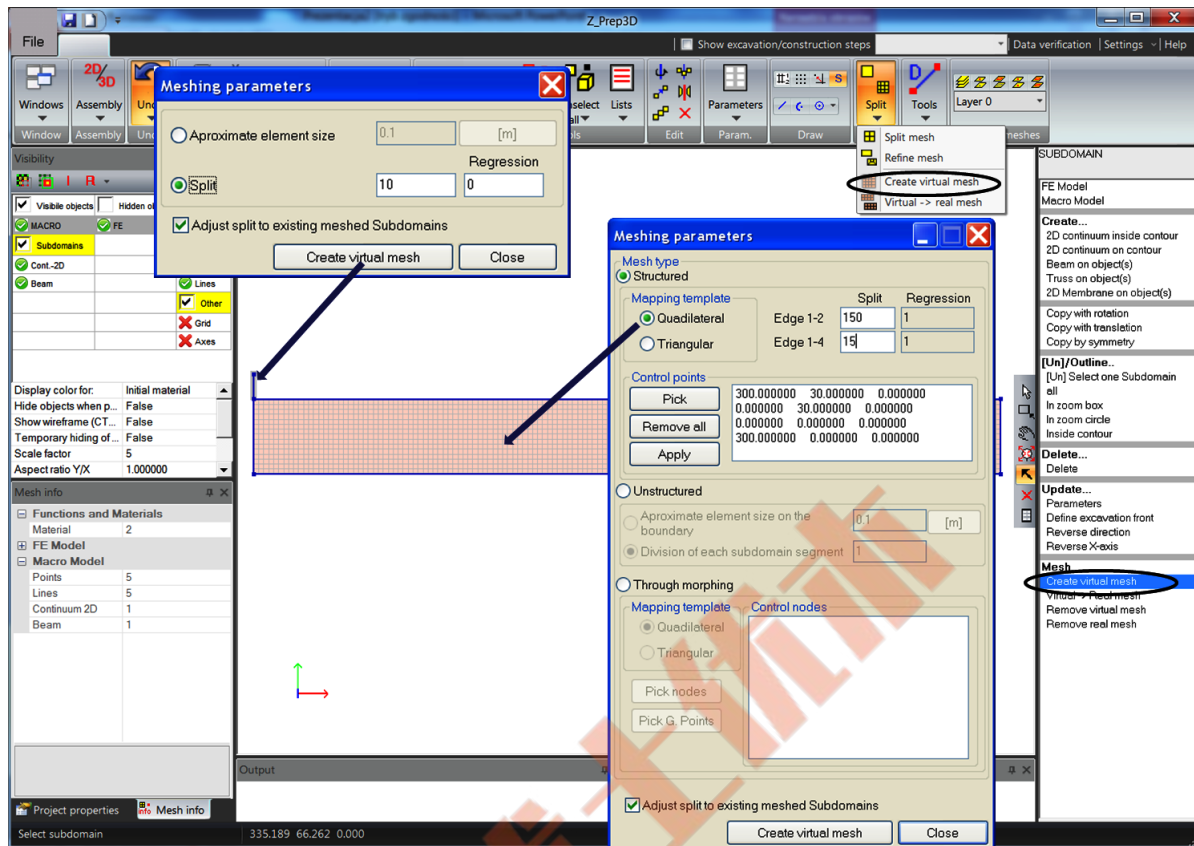 Z_Prep3D
File
Show excavation/construction steps
Data verification
Settings
Help
2D/3D
Windows
Assembly
Lists
Parameters
Split
Tools
Layer 0
Window
Assembly
Edit
Param.
Draw
Split mesh
Refine mesh
Create virtual mesh
Virtual -> real mesh
Meshing parameters
Aproximate element size
0.1
[m]
Regression
Split
10
0
Adjust split to existing meshed Subdomains
Create virtual mesh
Close
Visibility
R
Visibile objects
MACRO
FE
Subdomains
Cont.-2D
Beam
Lines
Other
Grid
Axes
Display color for:
Initial material
Hide objects when p...
False
Show wireframe (CT...
False
Temporary hiding of ...
False
Scale factor
5
Aspect ratio Y/X
1.000000
Mesh info
Functions and Materials
Material
2
FE Model
Macro Model
Points
5
Lines
5
Continuum 2D
1
Beam
1
Project properties
Mesh info
Output
Select subdomain
335.189 66.262 0.000
Meshing parameters
Mesh type
Structured
Mapping template
Split
Regression
Quadilateral
Edge 1-2
150
1
Triangular
Edge 1-4
15
1
Control points
Pick
Remove all
Apply
300.000000 30.000000 0.000000
0.000000 30.000000 0.000000
0.000000 0.000000 0.000000
300.000000 0.000000 0.000000
Unstructured
Aproximate element size on the boundary
0.1
[m]
Division of each subdomain segment
1
Through morphing
Mapping template
Control nodes
Quadilateral
Triangular
Pick nodes
Pick G. Points
Adjust split to existing meshed Subdomains
Create virtual mesh
Close
SUBDOMAIN
FE Model
Macro Model
Create...
2D continuum inside contour
2D continuum on contour
Beam on object(s)
Truss on object(s)
2D Membrane on object(s)
Copy with rotation
Copy with translation
Copy by symmetry
[Un]/Outline..
[Un] Select one Subdomain
all
In zoom box
In zoom circle
Inside contour
Delete...
Delete
Update...
Parameters
Define excavation front
Reverse direction
Reverse X-axis
Mesh
Create virtual mesh
Virtual -> Real mesh
Remove virtual mesh
Remove real mesh